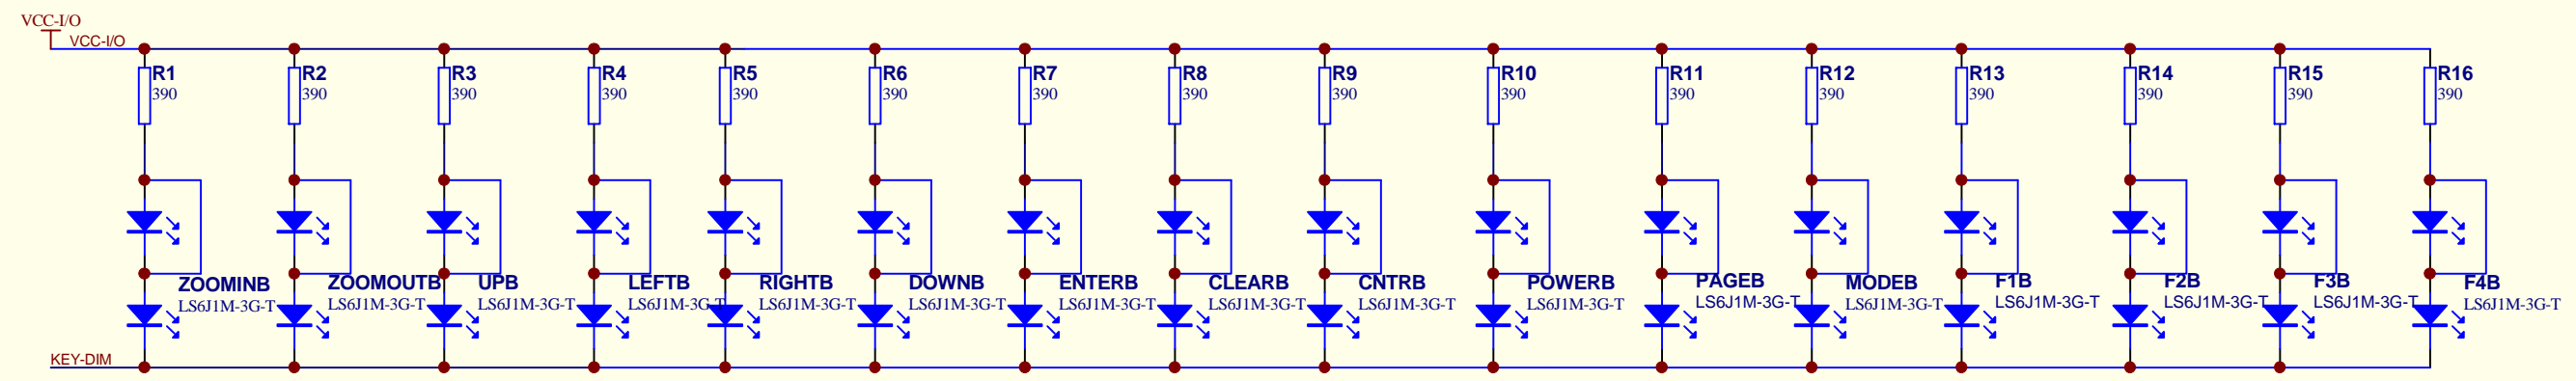 VCC-I/O
VCC-I/O
R1
390
R2
390
R3
390
R4
390
R5
390
R6
390
R7
390
R8
390
R9
390
R10
390
R11
390
R12
390
R13
390
R14
390
R15
390
R16
390
ZOOMINB
LS6J1M-3G-T
ZOOMOUTB
LS6J1M-3G-T
UPB
LS6J1M-3G-T
LEFTB
LS6J1M-3G-T
RIGHTB
LS6J1M-3G-T
DOWNB
LS6J1M-3G-T
ENTERB
LS6J1M-3G-T
CLEARB
LS6J1M-3G-T
CNTRB
LS6J1M-3G-T
POWERB
LS6J1M-3G-T
PAGEB
LS6J1M-3G-T
MODEB
LS6J1M-3G-T
F1B
LS6J1M-3G-T
F2B
LS6J1M-3G-T
F3B
LS6J1M-3G-T
F4B
LS6J1M-3G-T
KEY-DIM